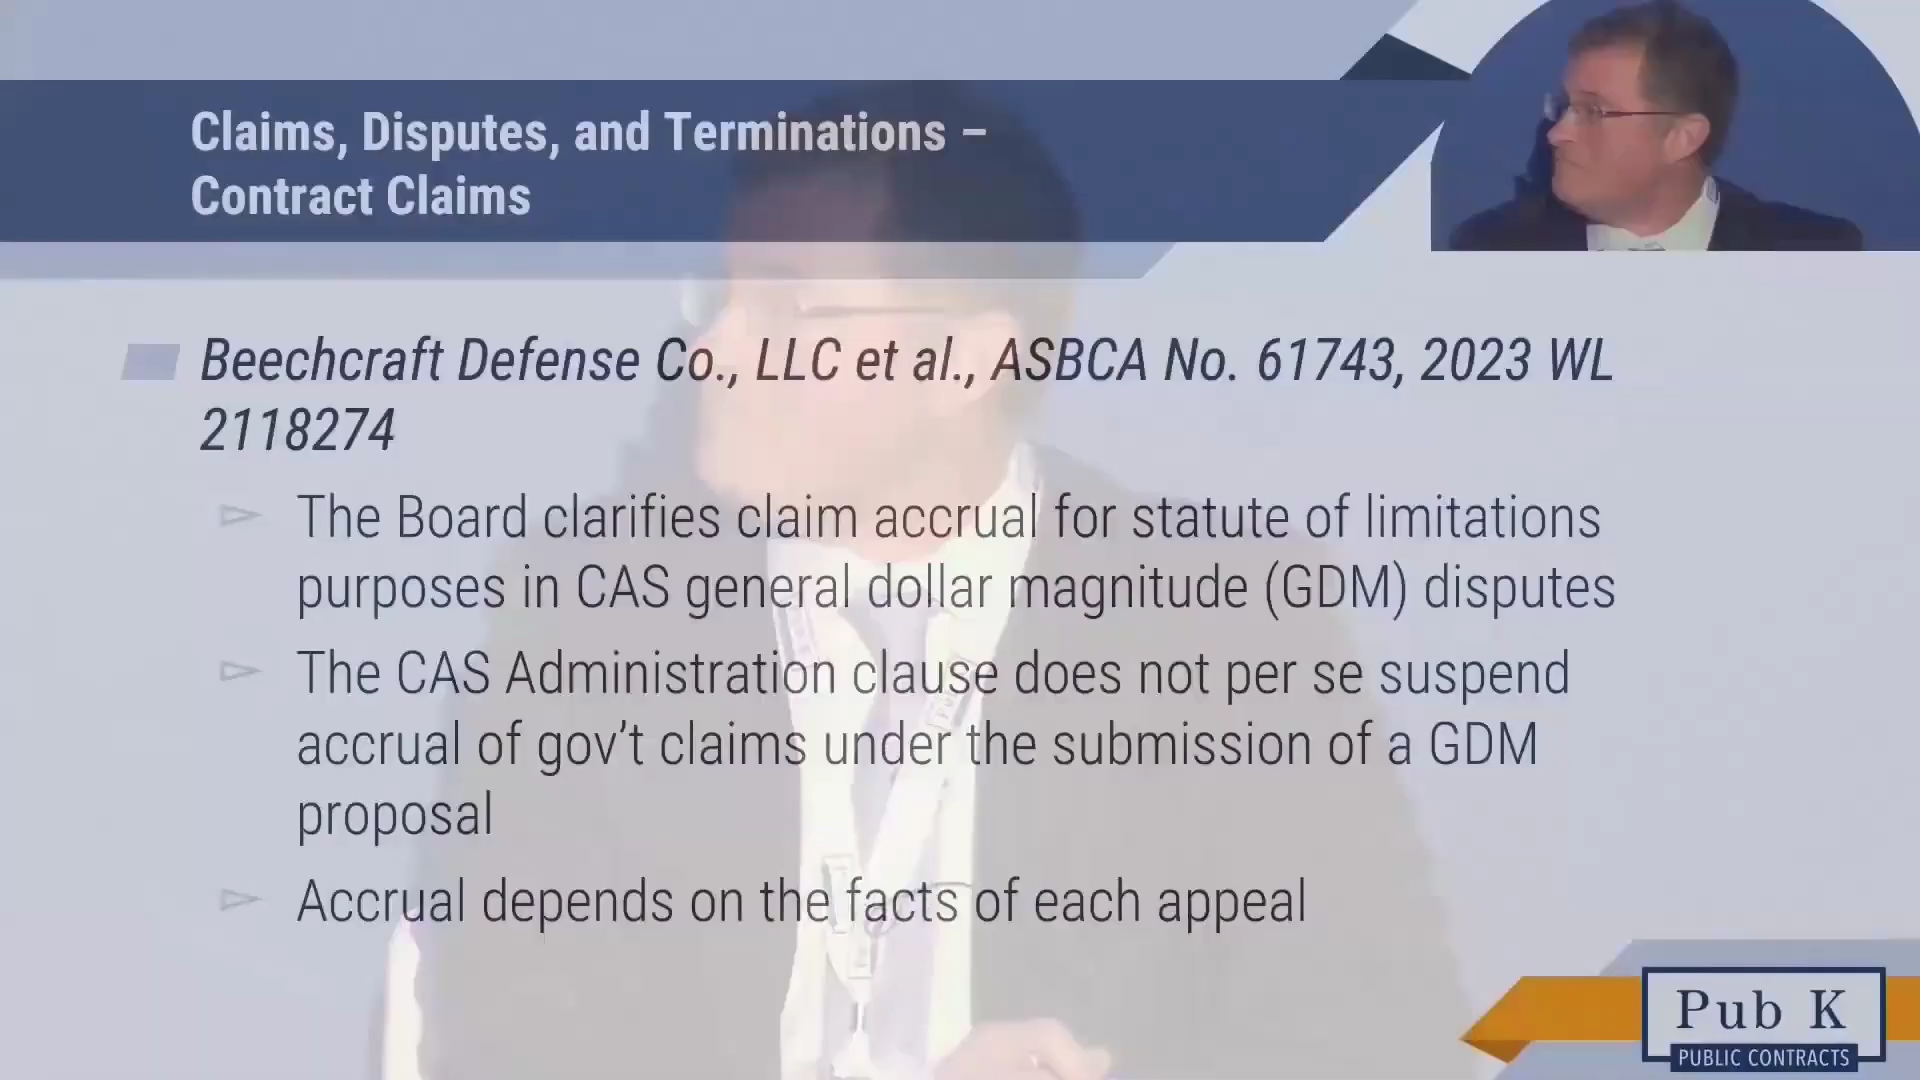 Claims, Disputes, and Terminations –
Contract Claims
Beechcraft Defense Co., LLC et al., ASBCA No. 61743, 2023 WL
2118274
The Board clarifies claim accrual for statute of limitations
purposes in CAS general dollar magnitude (GDM) disputes
The CAS Administration clause does not per se suspend
accrual of gov’t claims under the submission of a GDM
proposal
Accrual depends on the facts of each appeal
Pub K
PUBLIC CONTRACTS